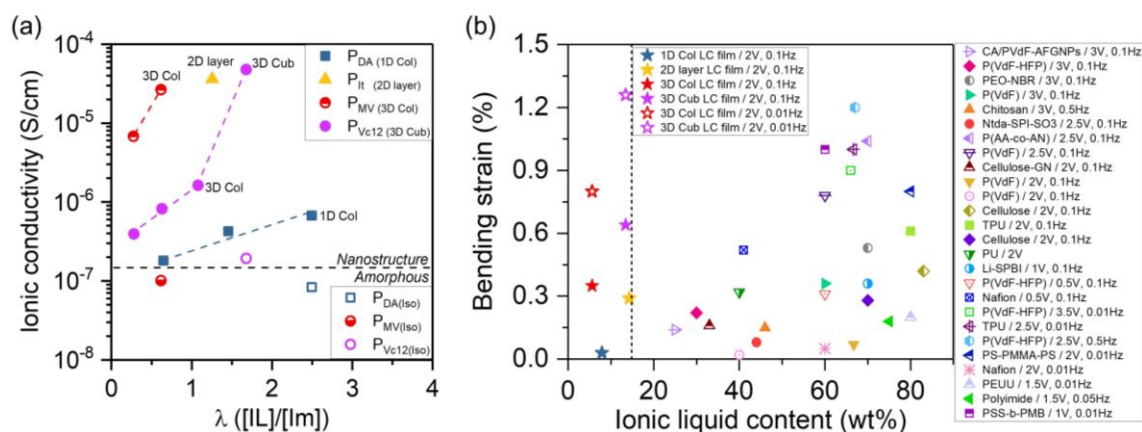 (a)
Ionic conductivity (S/cm)
10⁻⁴
10⁻⁵
10⁻⁶
10⁻⁷
10⁻⁸
3D Col
2D layer
3D Cub
3D Col
1D Col
P_DA (1D Col)
P_It (2D layer)
P_MV (3D Col)
P_Vc12 (3D Cub)
Nanostructure
Amorphous
P_DA(Iso)
P_MV(Iso)
P_Vc12(Iso)
0 1 2 3 4
λ ([IL]/[Im])
(b)
Bending strain (%)
1.2
0.9
0.6
0.3
0.0
1D Col LC film / 2V, 0.1Hz
2D layer LC film / 2V, 0.1Hz
3D Col LC film / 2V, 0.1Hz
3D Cub LC film / 2V, 0.1Hz
3D Col LC film / 2V, 0.01Hz
3D Cub LC film / 2V, 0.01Hz
0 20 40 60 80
Ionic liquid content (wt%)
CA/PVdF-AFGNPs / 3V, 0.1Hz
P(VdF-HFP) / 3V, 0.1Hz
PEO-NBR / 3V, 0.1Hz
P(VdF) / 3V, 0.1Hz
Chitosan / 3V, 0.5Hz
Ntda-SPI-SO3 / 2.5V, 0.1Hz
P(AA-co-AN) / 2.5V, 0.1Hz
P(VdF) / 2.5V, 0.1Hz
Cellulose-GN / 2V, 0.1Hz
P(VdF) / 2V, 0.1Hz
P(VdF) / 2V, 0.1Hz
Cellulose / 2V, 0.1Hz
TPU / 2V, 0.1Hz
Cellulose / 2V, 0.1Hz
PU / 2V
Li-SPBI / 1V, 0.1Hz
P(VdF-HFP) / 0.5V, 0.1Hz
Nafion / 0.5V, 0.1Hz
P(VdF-HFP) / 3.5V, 0.01Hz
TPU / 2.5V, 0.01Hz
P(VdF-HFP) / 2.5V, 0.5Hz
PS-PMMA-PS / 2V, 0.01Hz
Nafion / 2V, 0.01Hz
PEUU / 1.5V, 0.01Hz
Polyimide / 1.5V, 0.05Hz
PSS-b-PMB / 1V, 0.01Hz